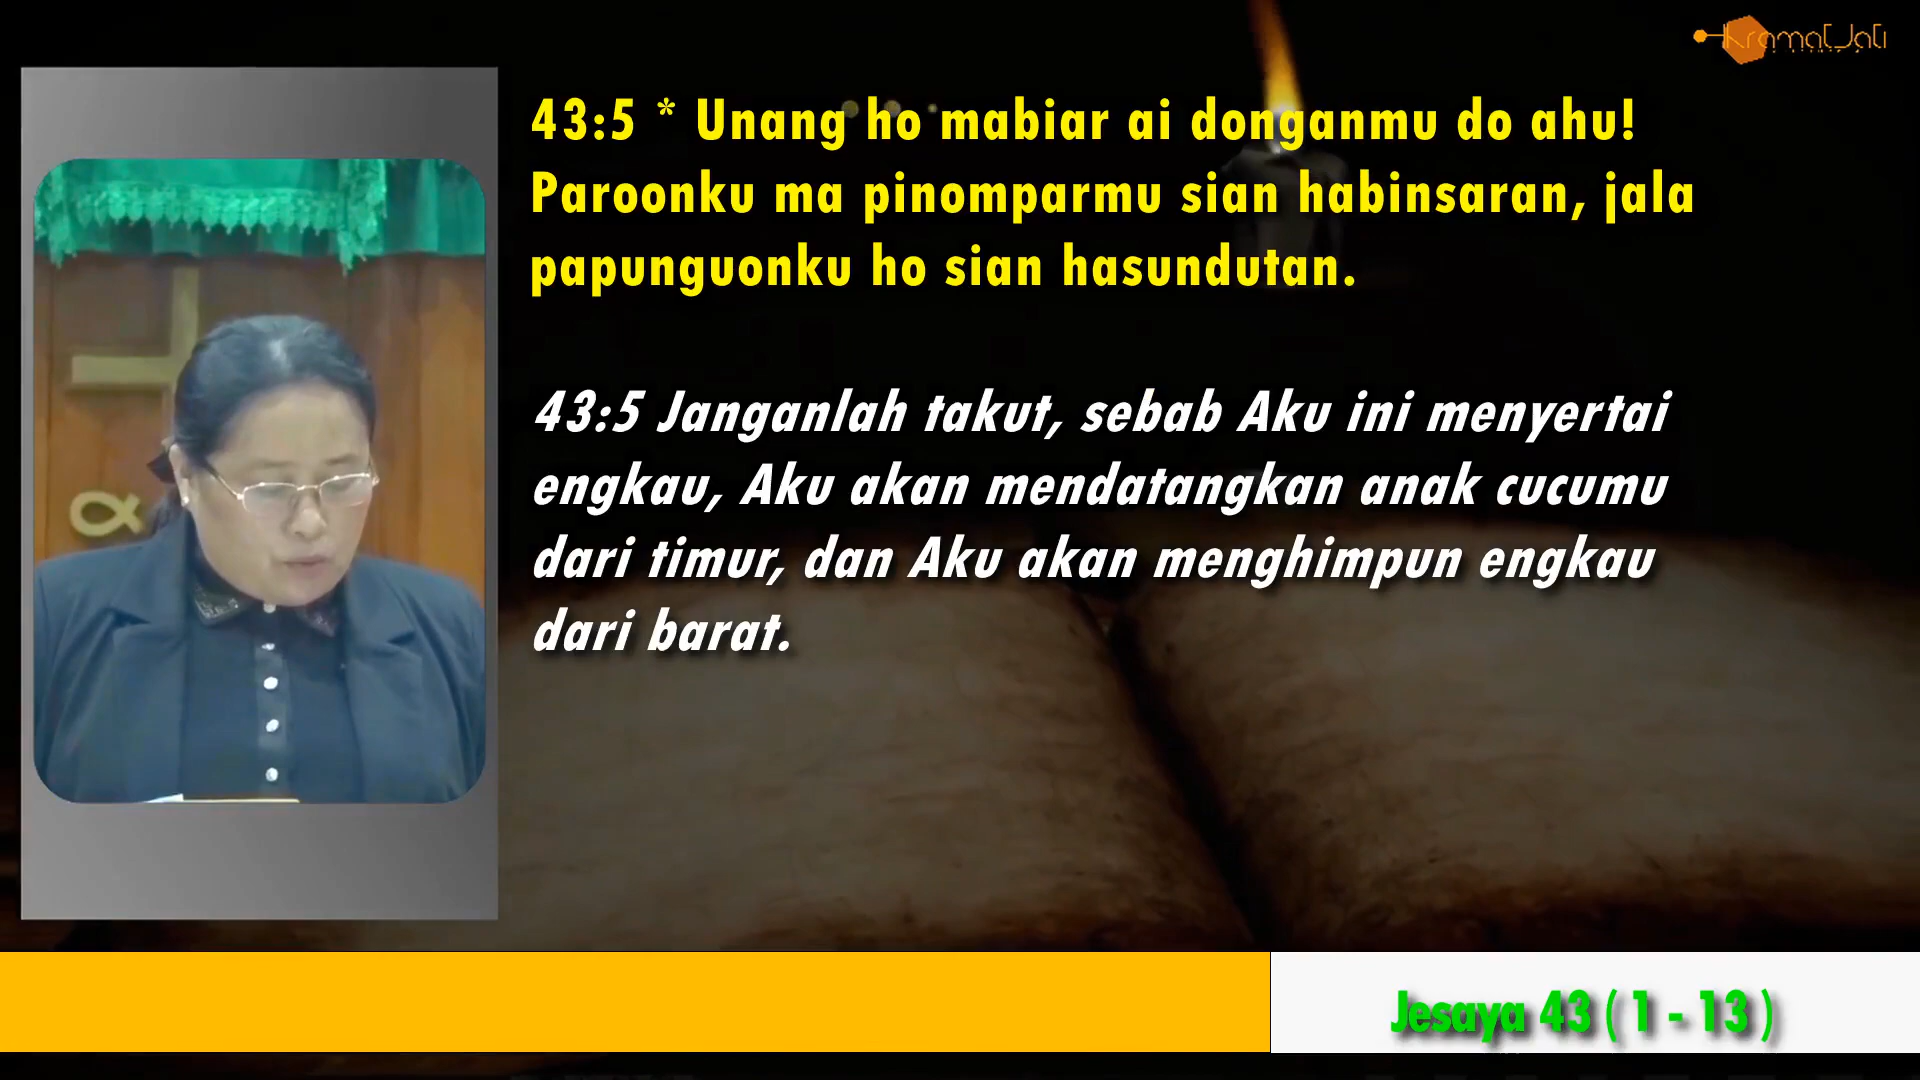 KramatJati
43:5 * Unang ho mabiar ai donganmu do ahu!
Paroonku ma pinomparmu sian habinsaran, jala
papunguonku ho sian hasundutan.
43:5 Janganlah takut, sebab Aku ini menyertai
engkau, Aku akan mendatangkan anak cucumu
dari timur, dan Aku akan menghimpun engkau
dari barat.
Jesaya 43 ( 1 - 13 )